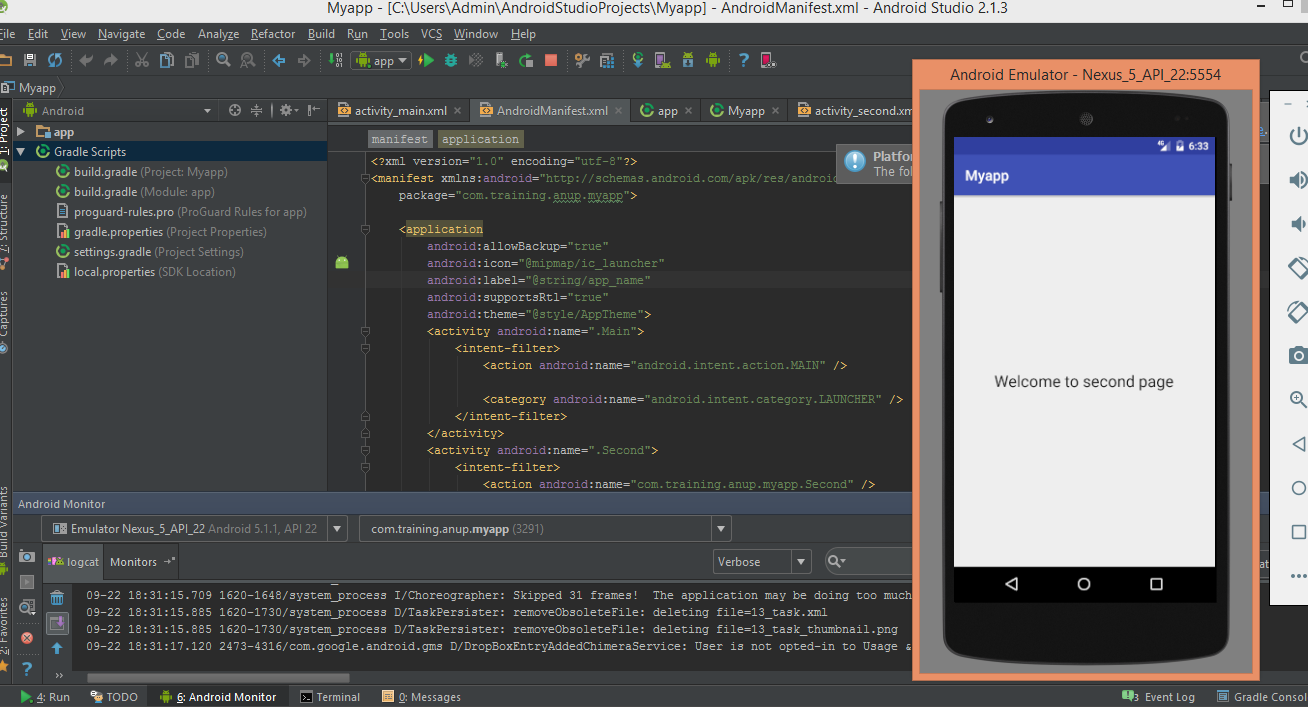 Myapp - [C:\Users\Admin\AndroidStudioProjects\Myapp] - AndroidManifest.xml - Android Studio 2.1.3
File Edit View Navigate Code Analyze Refactor Build Run Tools VCS Window Help
app
Myapp
Android
activity_main.xml
AndroidManifest.xml
app
Myapp
activity_second.xm
1: Project
7: Structure
Captures
Build Variants
2: Favorites
app
Gradle Scripts
build.gradle (Project: Myapp)
build.gradle (Module: app)
proguard-rules.pro (ProGuard Rules for app)
gradle.properties (Project Properties)
settings.gradle (Project Settings)
local.properties (SDK Location)
manifest application
<?xml version="1.0" encoding="utf-8"?>
<manifest xmlns:android="http://schemas.android.com/apk/res/androi
package="com.training.anup.myapp">
<application
android:allowBackup="true"
android:icon="@mipmap/ic_launcher"
android:label="@string/app_name"
android:supportsRtl="true"
android:theme="@style/AppTheme">
<activity android:name=".Main">
<intent-filter>
<action android:name="android.intent.action.MAIN" />
<category android:name="android.intent.category.LAUNCHER" />
</intent-filter>
</activity>
<activity android:name=".Second">
<intent-filter>
<action android:name="com.training.anup.myapp.Second" />
Platfo
The fol
Android Emulator - Nexus_5_API_22:5554
4G 6:33
Myapp
Welcome to second page
Android Monitor
Emulator Nexus_5_API_22 Android 5.1.1, API 22
com.training.anup.myapp (3291)
logcat Monitors
Verbose
09-22 18:31:15.709 1620-1648/system_process I/Choreographer: Skipped 31 frames! The application may be doing too much
09-22 18:31:15.885 1620-1730/system_process D/TaskPersister: removeObsoleteFile: deleting file=13_task.xml
09-22 18:31:15.885 1620-1730/system_process D/TaskPersister: removeObsoleteFile: deleting file=13_task_thumbnail.png
09-22 18:31:17.120 2473-4316/com.google.android.gms D/DropBoxEntryAddedChimeraService: User is not opted-in to Usage &
4: Run TODO 6: Android Monitor Terminal 0: Messages 3 Event Log Gradle Consol